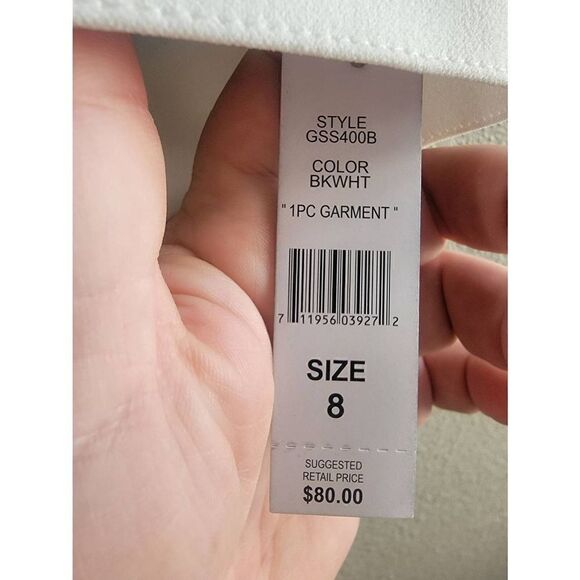 STYLE
GSS400B
COLOR
BKWHT
" 1PC GARMENT "
7 11956 03927 2
SIZE
8
SUGGESTED
RETAIL PRICE
$80.00